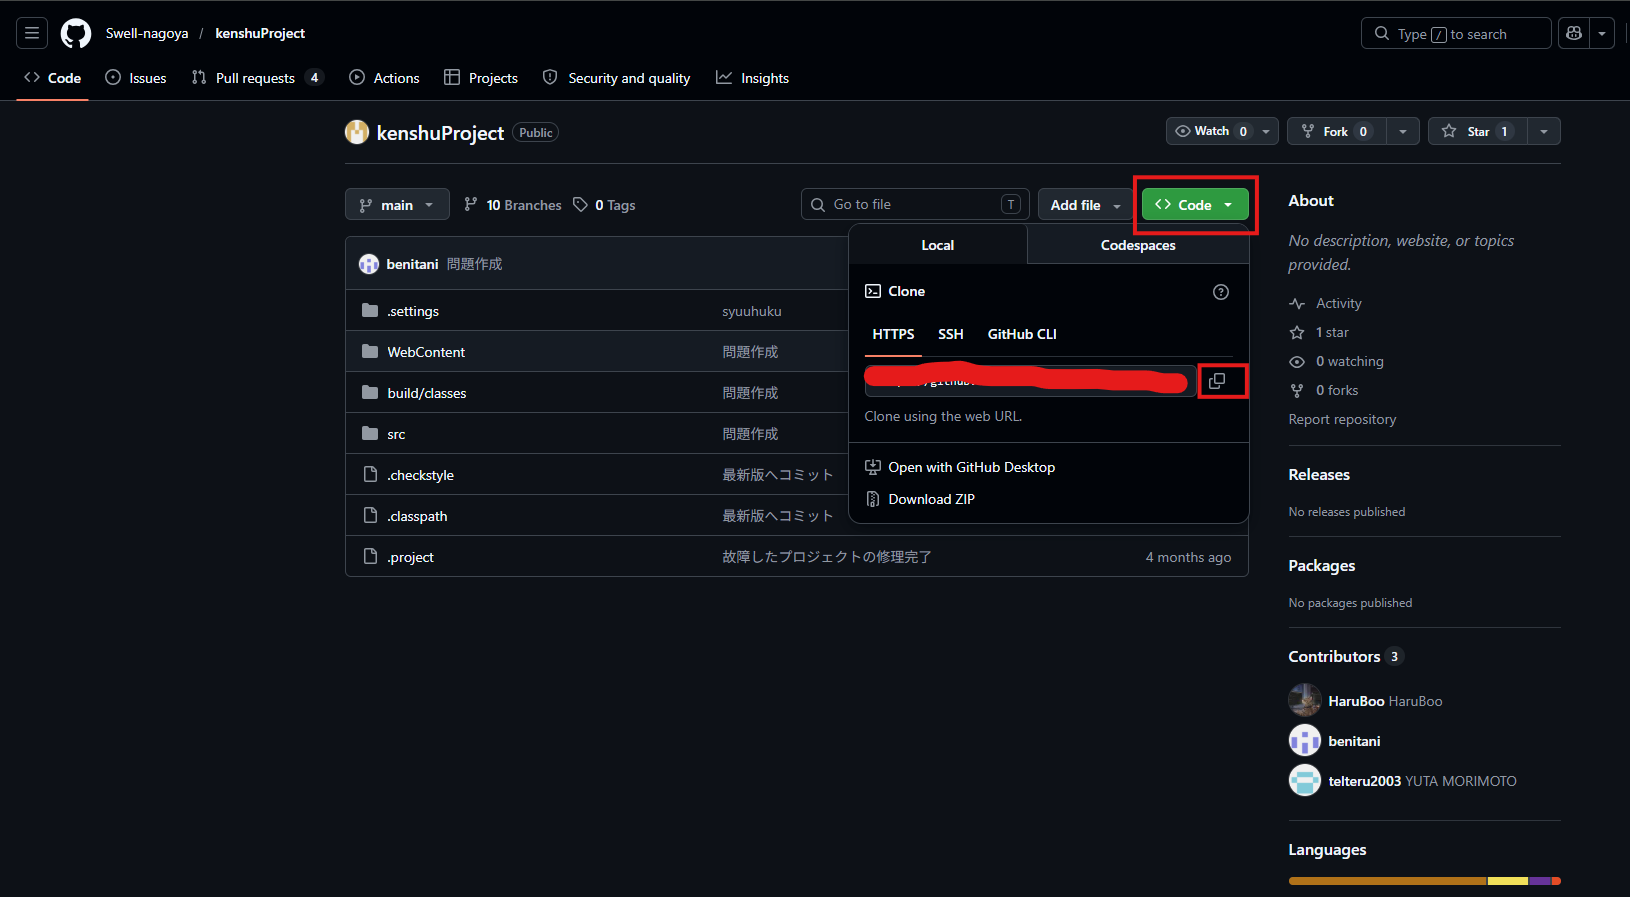 Swell-nagoya / kenshuProject
Type / to search
Code
Issues
Pull requests 4
Actions
Projects
Security and quality
Insights
kenshuProject Public
Watch 0
Fork 0
Star 1
main
10 Branches
0 Tags
Go to file T
Add file
Code
Local
Codespaces
Clone
HTTPS
SSH
GitHub CLI
Clone using the web URL.
Open with GitHub Desktop
Download ZIP
benitani 問題作成
.settings syuuhuku
WebContent 問題作成
build/classes 問題作成
src 問題作成
.checkstyle 最新版へコミット
.classpath 最新版へコミット
.project 故障したプロジェクトの修理完了 4 months ago
About
No description, website, or topics
provided.
Activity
1 star
0 watching
0 forks
Report repository
Releases
No releases published
Packages
No packages published
Contributors 3
HaruBoo HaruBoo
benitani
telteru2003 YUTA MORIMOTO
Languages